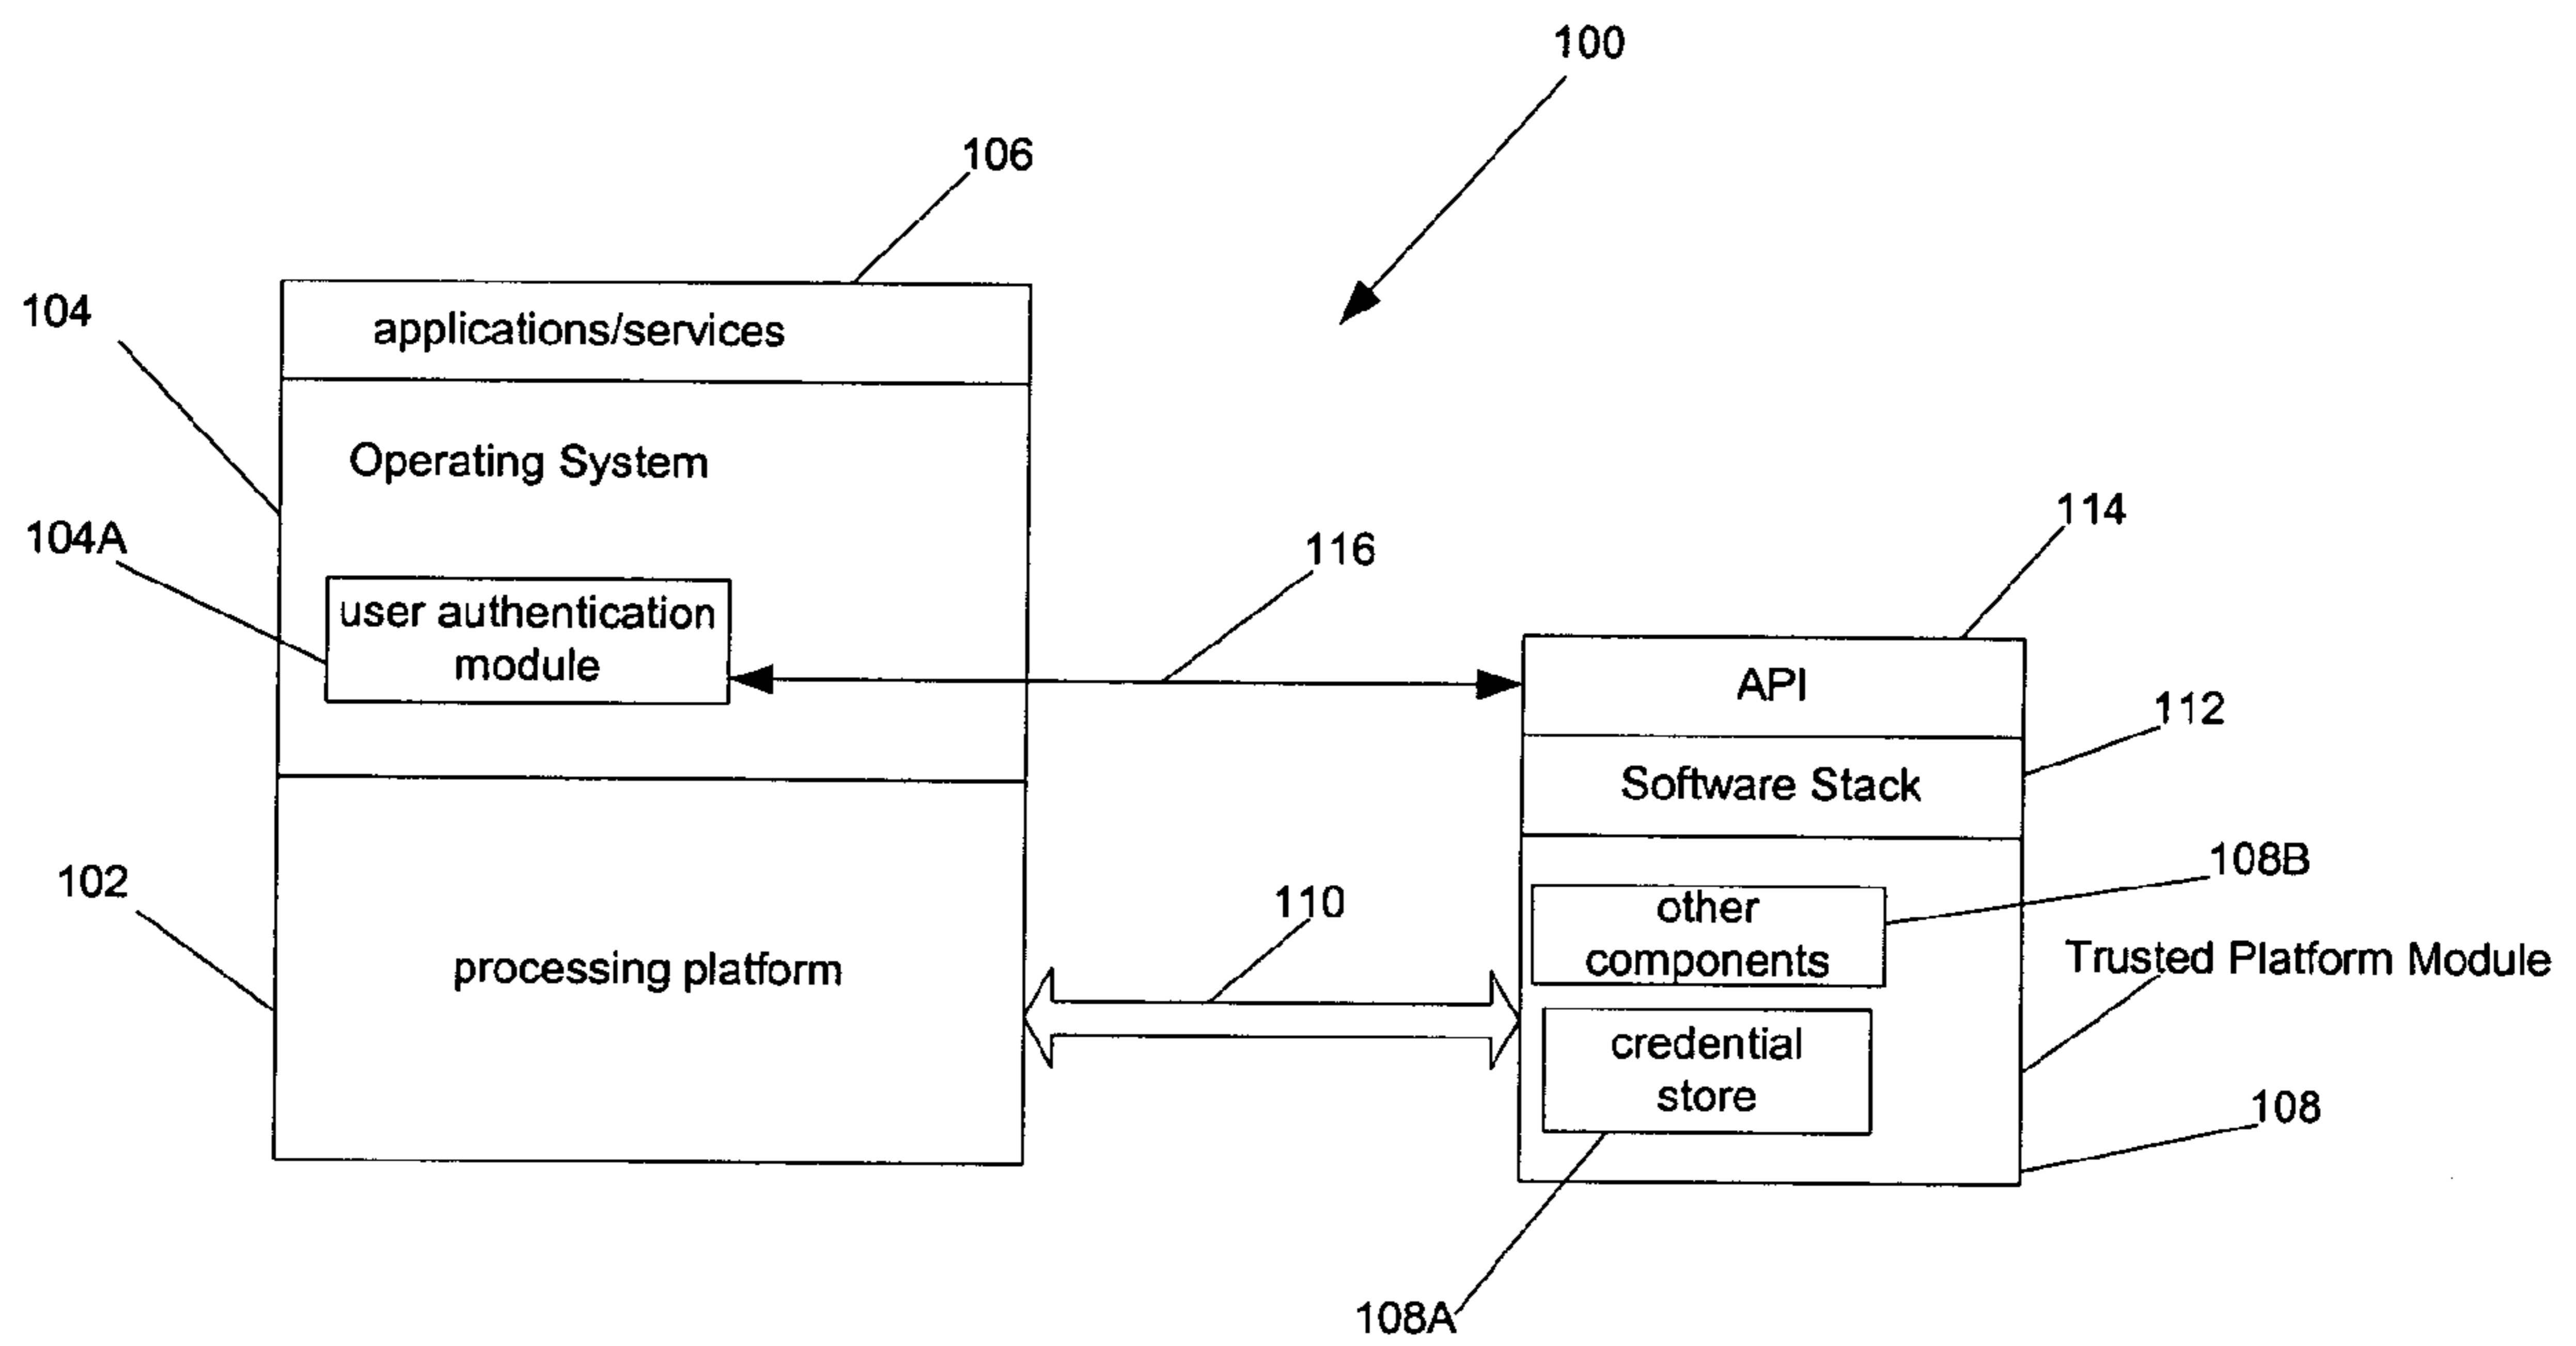 100
106
104
applications/services
Operating System
104A
user authentication
module
116
114
API
112
Software Stack
108B
102
110
other
components
Trusted Platform Module
processing platform
credential
store
108
108A